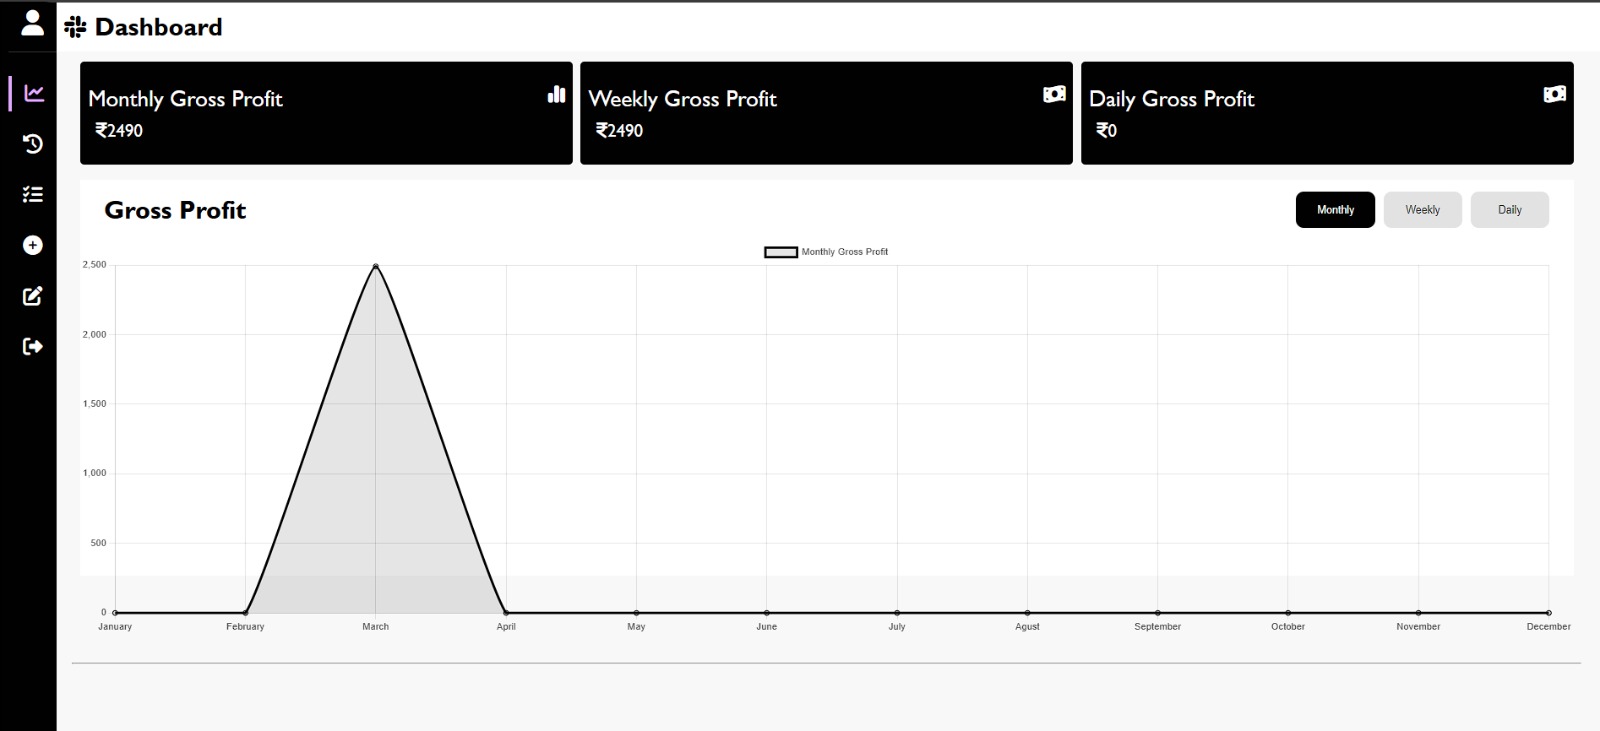 Dashboard
Monthly Gross Profit
₹2490
Weekly Gross Profit
₹2490
Daily Gross Profit
₹0
Gross Profit
Monthly Weekly Daily
Monthly Gross Profit
2,500
2,000
1,500
1,000
500
0
January February March April May June July Agust September October November December